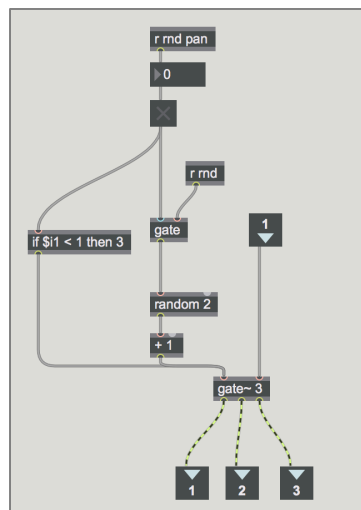 r rnd pan
0
r rnd
1
if $i1 < 1 then 3
gate
random 2
+ 1
gate~ 3
1
2
3